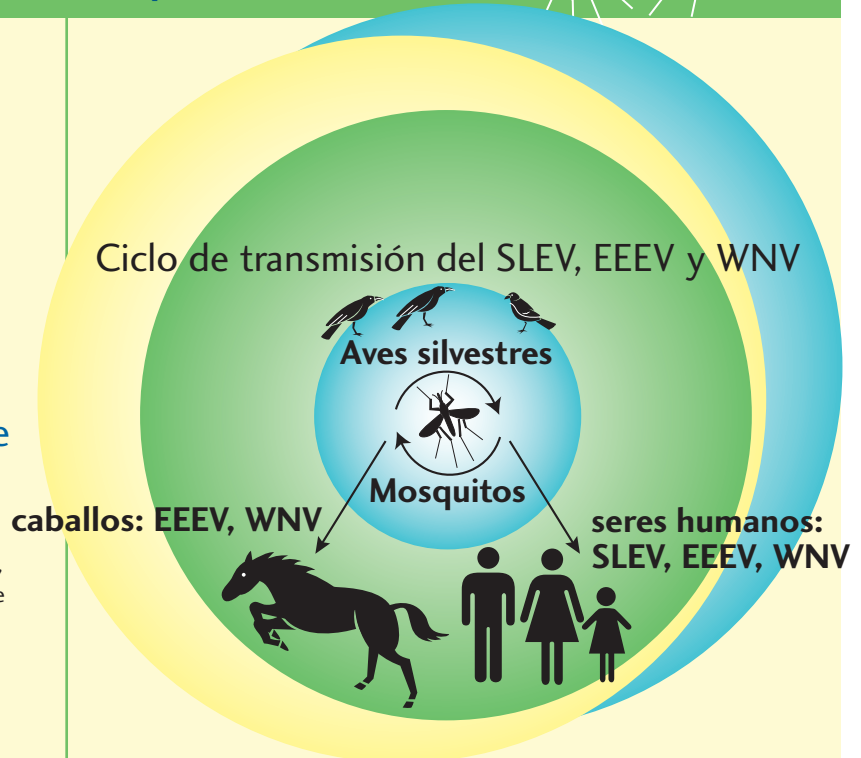 Ciclo de transmisión del SLEV, EEEV y WNV
Aves silvestres
Mosquitos
caballos: EEEV, WNV
seres humanos:
SLEV, EEEV, WNV